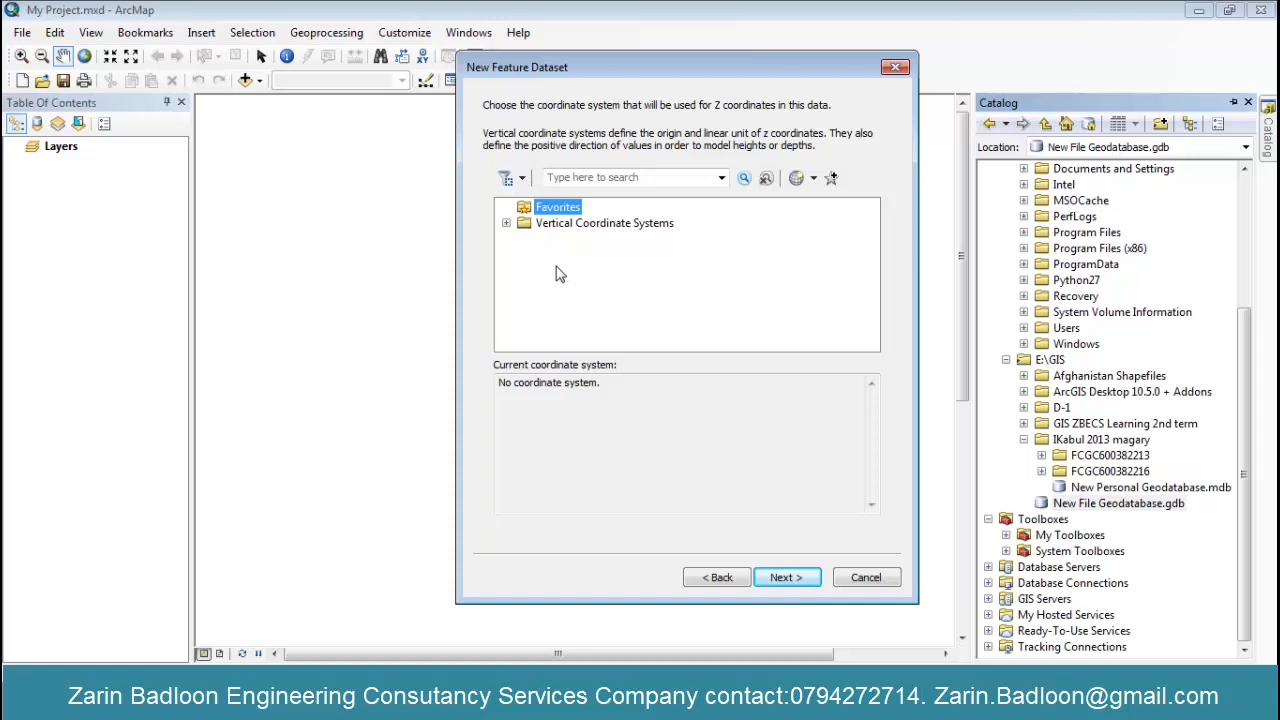 My Project.mxd - ArcMap
File Edit View Bookmarks Insert Selection Geoprocessing Customize Windows Help
Table Of Contents
Layers
New Feature Dataset
Choose the coordinate system that will be used for Z coordinates in this data.
Vertical coordinate systems define the origin and linear unit of z coordinates. They also
define the positive direction of values in order to model heights or depths.
Type here to search
Favorites
Vertical Coordinate Systems
Current coordinate system:
No coordinate system.
< Back Next > Cancel
Catalog
Location: New File Geodatabase.gdb
Documents and Settings
Intel
MSOCache
PerfLogs
Program Files
Program Files (x86)
ProgramData
Python27
Recovery
System Volume Information
Users
Windows
E:\GIS
Afghanistan Shapefiles
ArcGIS Desktop 10.5.0 + Addons
D-1
GIS ZBECS Learning 2nd term
IKabul 2013 magary
FCGC600382213
FCGC600382216
New Personal Geodatabase.mdb
New File Geodatabase.gdb
Toolboxes
My Toolboxes
System Toolboxes
Database Servers
Database Connections
GIS Servers
My Hosted Services
Ready-To-Use Services
Tracking Connections
Catalog
Zarin Badloon Engineering Consutancy Services Company contact:0794272714. Zarin.Badloon@gmail.com